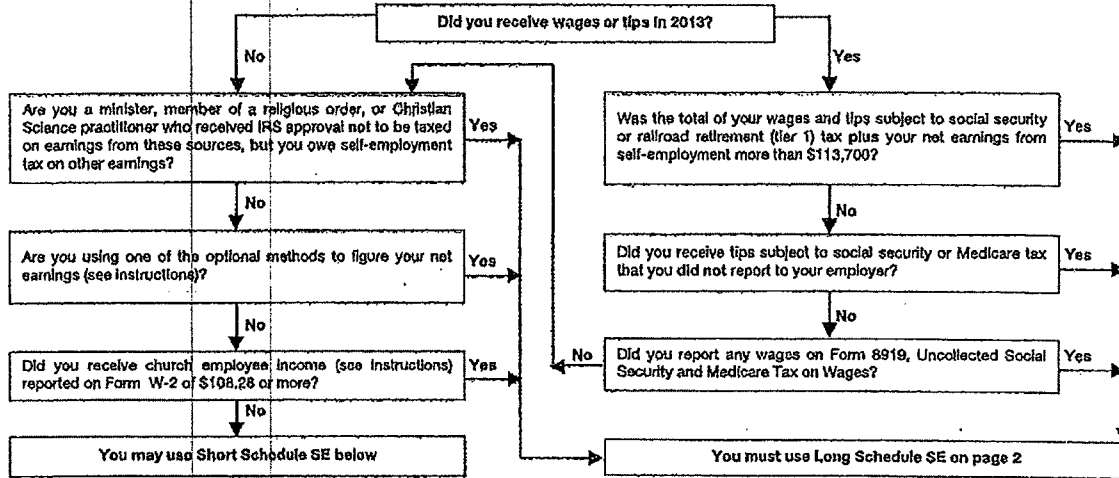 Did you receive wages or tips in 2013?
No
Yes
Are you a minister, member of a religious order, or Christian
Science practitioner who received IRS approval not to be taxed
on earnings from these sources, but you owe self-employment
tax on other earnings?
Yes
No
Are you using one of the optional methods to figure your net
earnings (see instructions)?
Yes
No
Did you receive church employee income (see instructions)
reported on Form W-2 of $108.28 or more?
Yes
No
You may use Short Schedule SE below
Was the total of your wages and tips subject to social security
or railroad retirement (tier 1) tax plus your net earnings from
self-employment more than $113,700?
Yes
No
Did you receive tips subject to social security or Medicare tax
that you did not report to your employer?
Yes
No
No
Did you report any wages on Form 8919, Uncollected Social
Security and Medicare Tax on Wages?
Yes
You must use Long Schedule SE on page 2